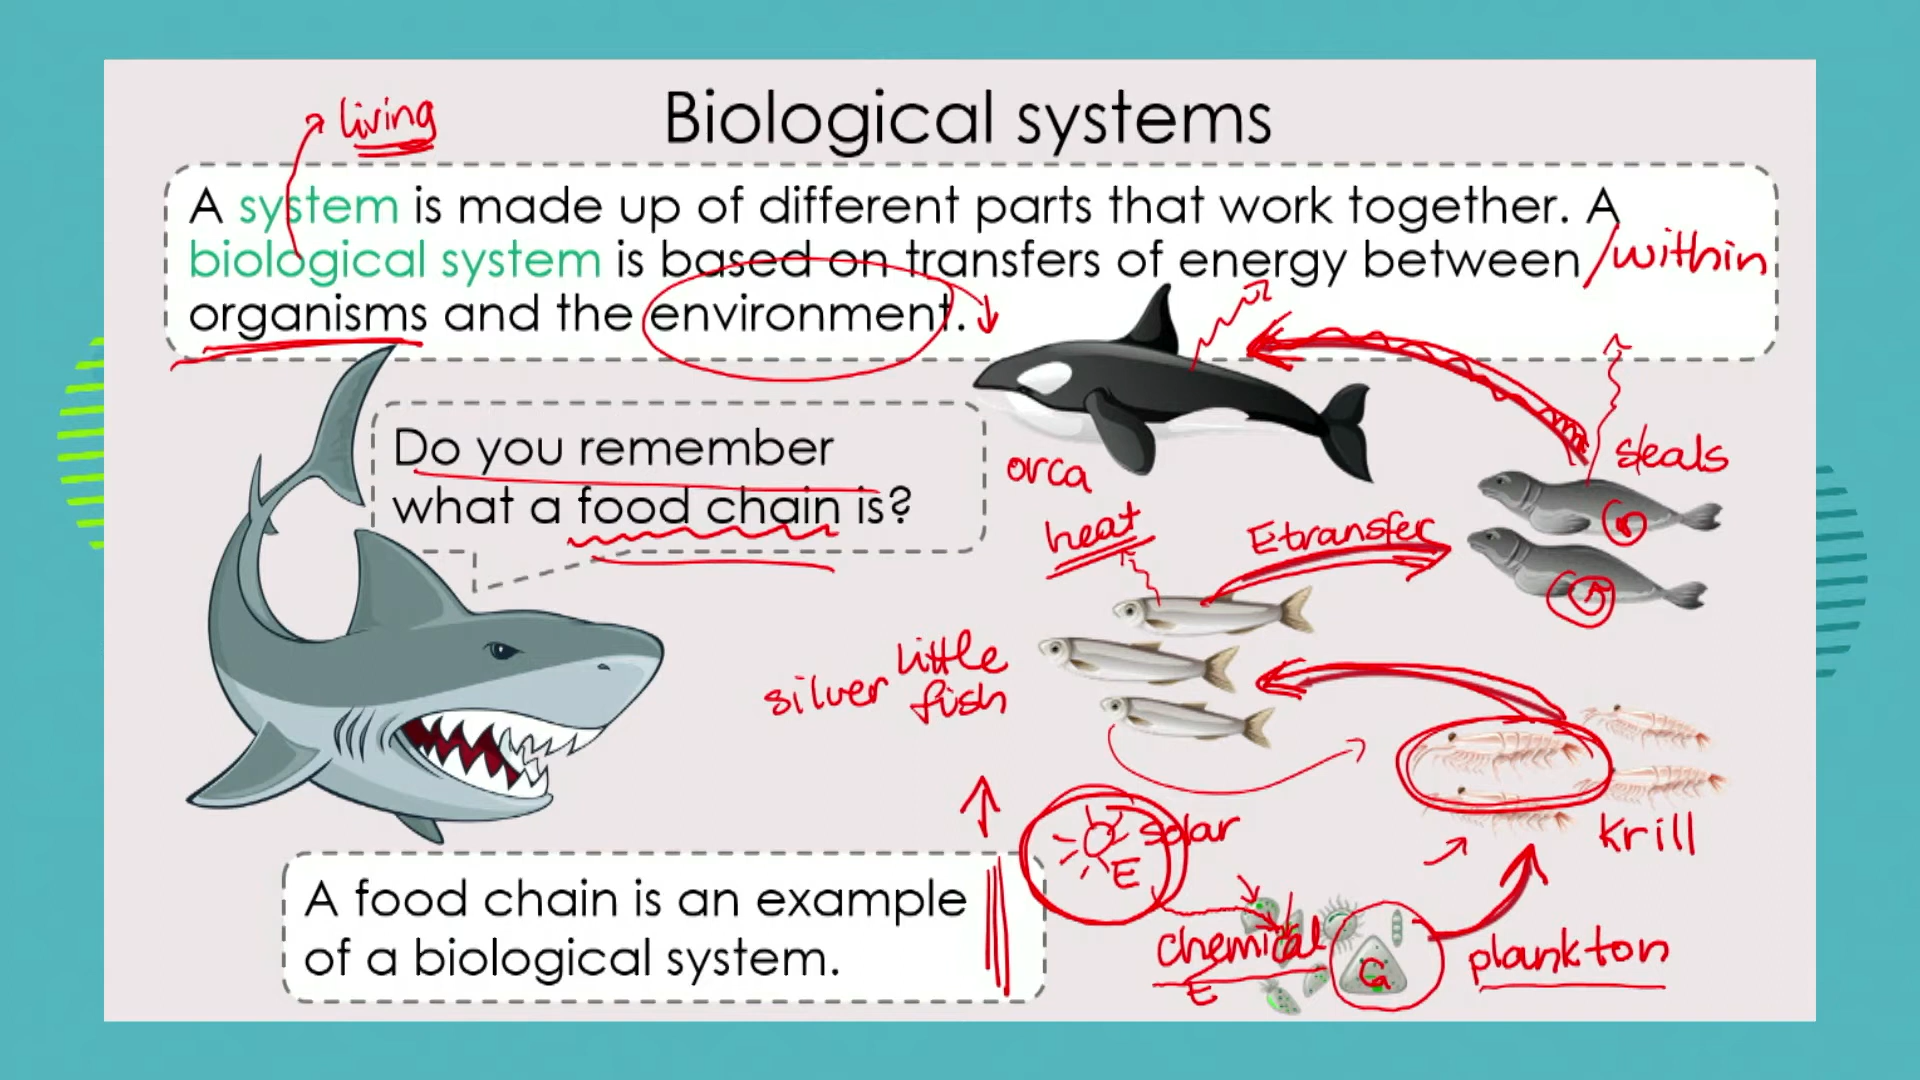 Biological systems
living
A system is made up of different parts that work together. A
biological system is based on transfers of energy between /within
organisms and the environment.
Do you remember
what a food chain is?
orca
seals
heat
E transfer
little
silver fish
krill
solar
E
chemical
E
G
plankton
A food chain is an example
of a biological system.